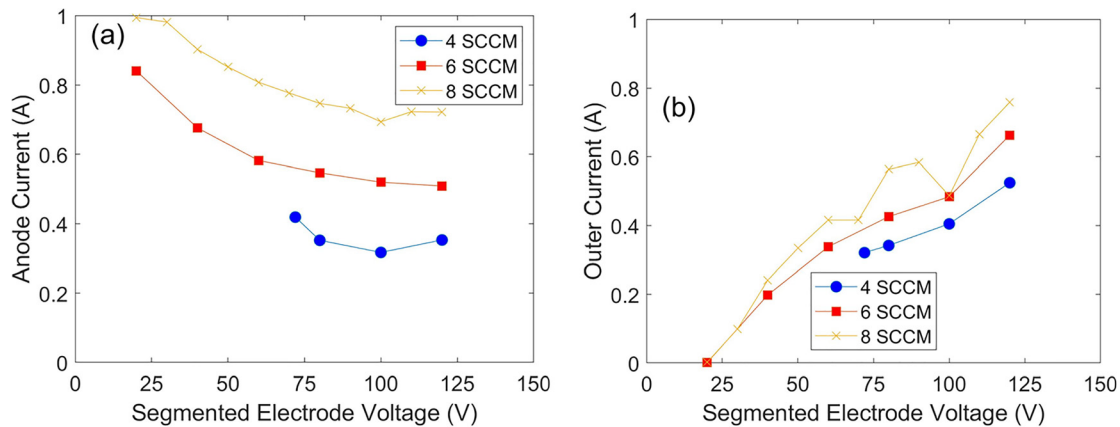 (a)
4 SCCM
6 SCCM
8 SCCM
Anode Current (A)
1
0.8
0.6
0.4
0.2
0
0 25 50 75 100 125 150
Segmented Electrode Voltage (V)
(b)
4 SCCM
6 SCCM
8 SCCM
Outer Current (A)
1
0.8
0.6
0.4
0.2
0
0 25 50 75 100 125 150
Segmented Electrode Voltage (V)